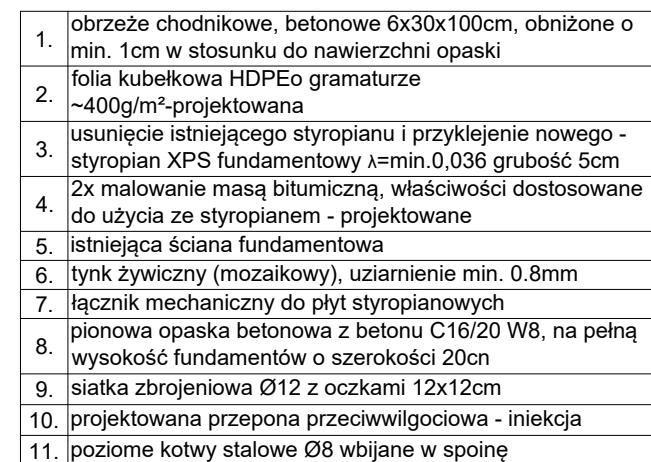 1. obrzeże chodnikowe, betonowe 6x30x100cm, obniżone o
min. 1cm w stosunku do nawierzchni opaski
2. folia kubełkowa HDPEo gramaturze
~400g/m²-projektowana
3. usunięcie istniejącego styropianu i przyklejenie nowego -
styropian XPS fundamentowy λ=min.0,036 grubość 5cm
4. 2x malowanie masą bitumiczną, właściwości dostosowane
do użycia ze styropianem - projektowane
5. istniejąca ściana fundamentowa
6. tynk żywiczny (mozaikowy), uziarnienie min. 0.8mm
7. łącznik mechaniczny do płyt styropianowych
8. pionowa opaska betonowa z betonu C16/20 W8, na pełną
wysokość fundamentów o szerokości 20cn
9. siatka zbrojeniowa Ø12 z oczkami 12x12cm
10. projektowana przepona przeciwwilgociowa - iniekcja
11. poziome kotwy stalowe Ø8 wbijane w spoinę